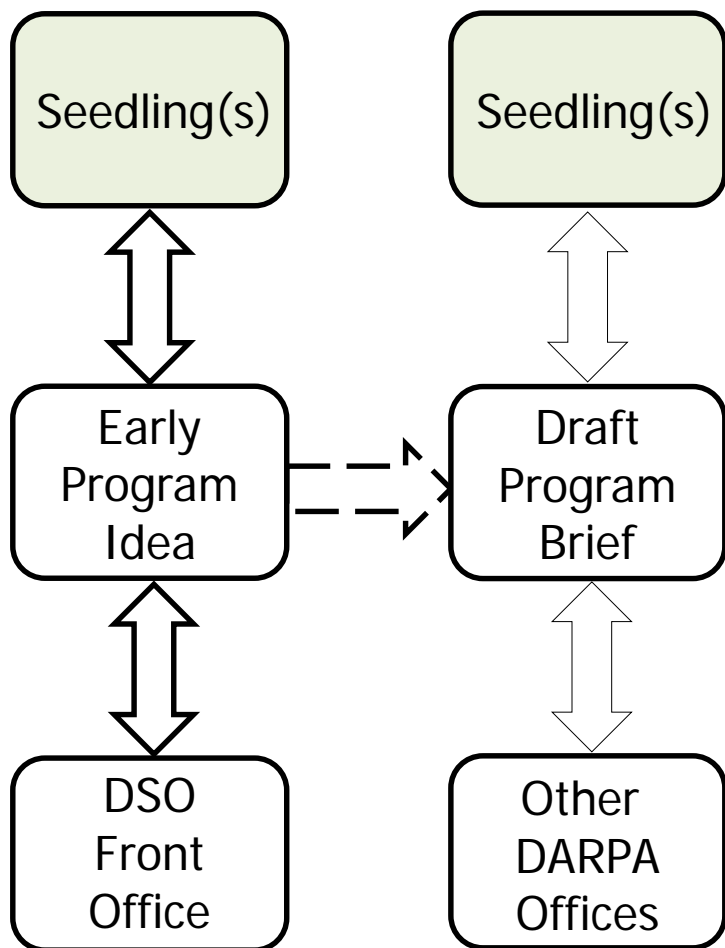 Seedling(s)
Seedling(s)
Early
Program
Idea
Draft
Program
Brief
DSO
Front
Office
Other
DARPA
Offices